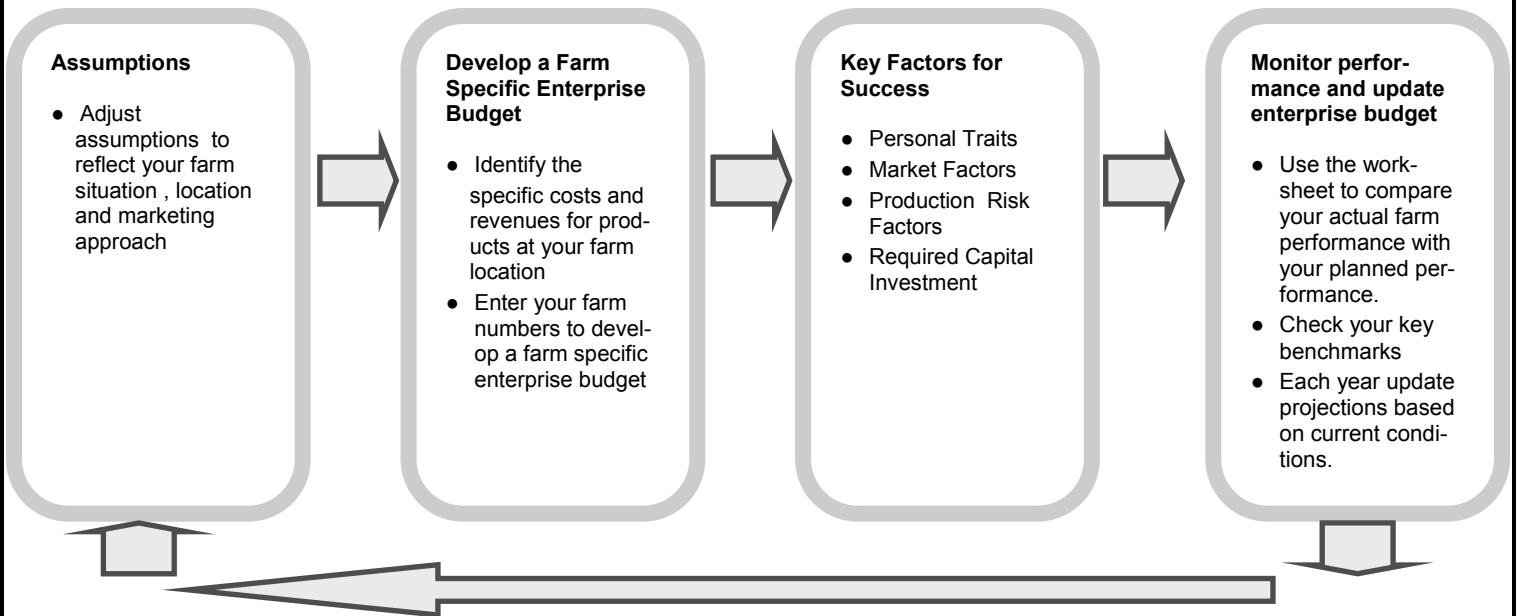 Assumptions
● Adjust
assumptions to
reflect your farm
situation , location
and marketing
approach
Develop a Farm
Specific Enterprise
Budget
● Identify the
specific costs and
revenues for prod-
ucts at your farm
location
● Enter your farm
numbers to devel-
op a farm specific
enterprise budget
Key Factors for
Success
● Personal Traits
● Market Factors
● Production Risk
Factors
● Required Capital
Investment
Monitor perfor-
mance and update
enterprise budget
● Use the work-
sheet to compare
your actual farm
performance with
your planned per-
formance.
● Check your key
benchmarks
● Each year update
projections based
on current condi-
tions.